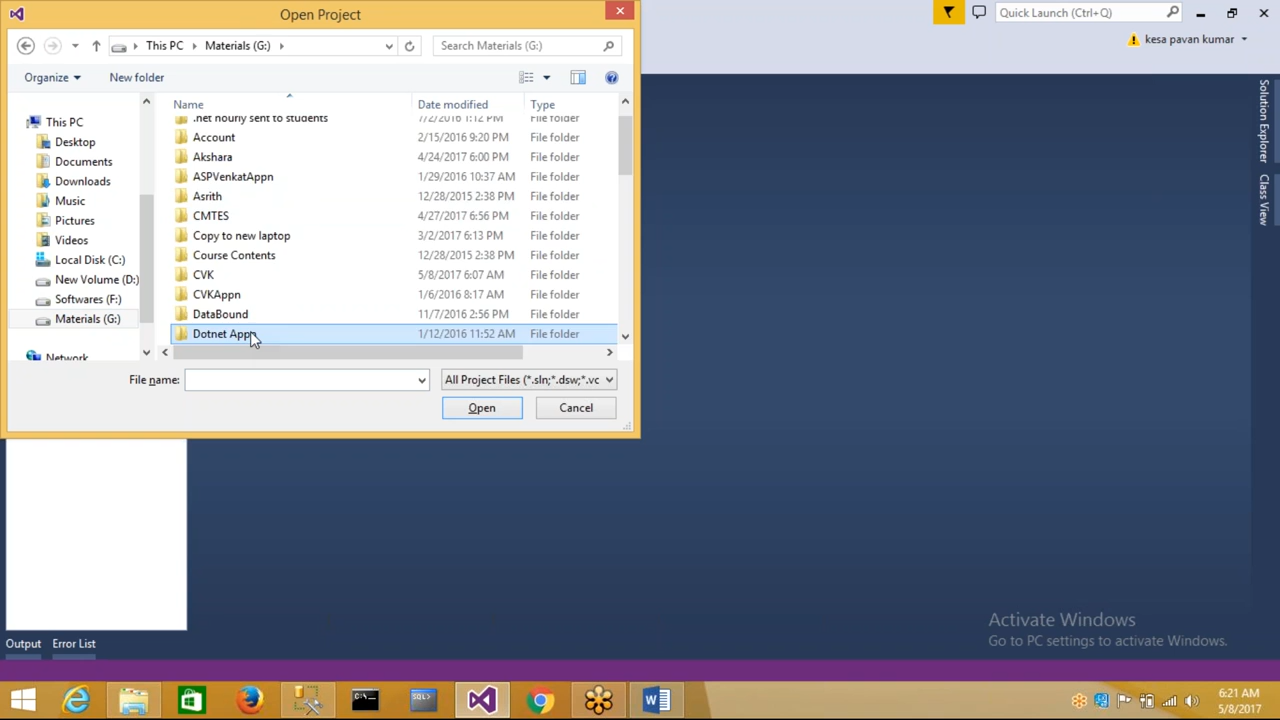 Open Project
Quick Launch (Ctrl+Q)
This PC
Materials (G:)
Search Materials (G:)
kesa pavan kumar
Organize
New folder
Name
Date modified
Type
This PC
Desktop
Documents
Downloads
Music
Pictures
Videos
Local Disk (C:)
New Volume (D:)
Softwares (F:)
Materials (G:)
Network
.net hourly sent to students 7/2/2016 1:12 PM File folder
Account 2/15/2016 9:20 PM File folder
Akshara 4/24/2017 6:00 PM File folder
ASPVenkatAppn 1/29/2016 10:37 AM File folder
Asrith 12/28/2015 2:38 PM File folder
CMTES 4/27/2017 6:56 PM File folder
Copy to new laptop 3/2/2017 6:13 PM File folder
Course Contents 12/28/2015 2:38 PM File folder
CVK 5/8/2017 6:07 AM File folder
CVKAppn 1/6/2016 8:17 AM File folder
DataBound 11/7/2016 2:56 PM File folder
Dotnet 1/12/2016 11:52 AM File folder
File name:
All Project Files (*.sln;*.dsw;*.vc
Open
Cancel
Solution Explorer
Class View
Output
Error List
Activate Windows
Go to PC settings to activate Windows.
C:\
SQL>
6:21 AM
5/8/2017